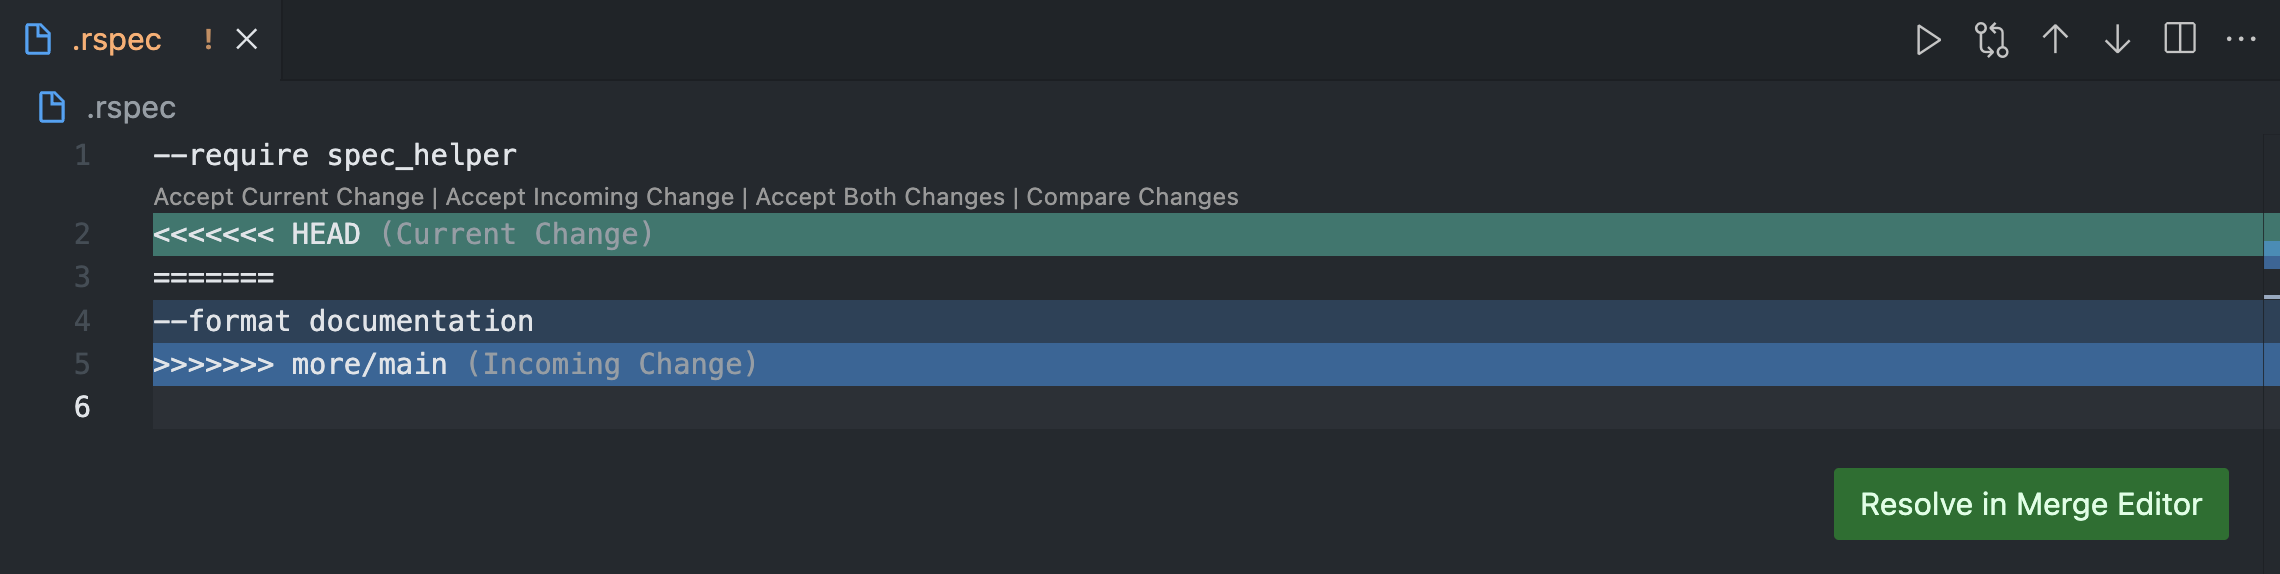 .rspec !
.rspec
1 --require spec_helper
Accept Current Change | Accept Incoming Change | Accept Both Changes | Compare Changes
2 <<<<<<< HEAD (Current Change)
3 =======
4 --format documentation
5 >>>>>>> more/main (Incoming Change)
6
Resolve in Merge Editor